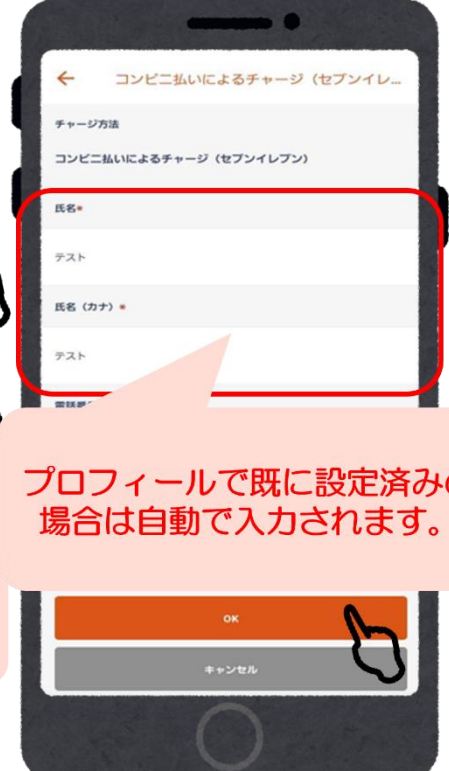 コンビニ払いによるチャージ（セブンイレ...
チャージ方法
コンビニ払いによるチャージ（セブンイレブン）
氏名*
テスト
氏名（カナ）*
テスト
プロフィールで既に設定済みの
場合は自動で入力されます。
OK
キャンセル